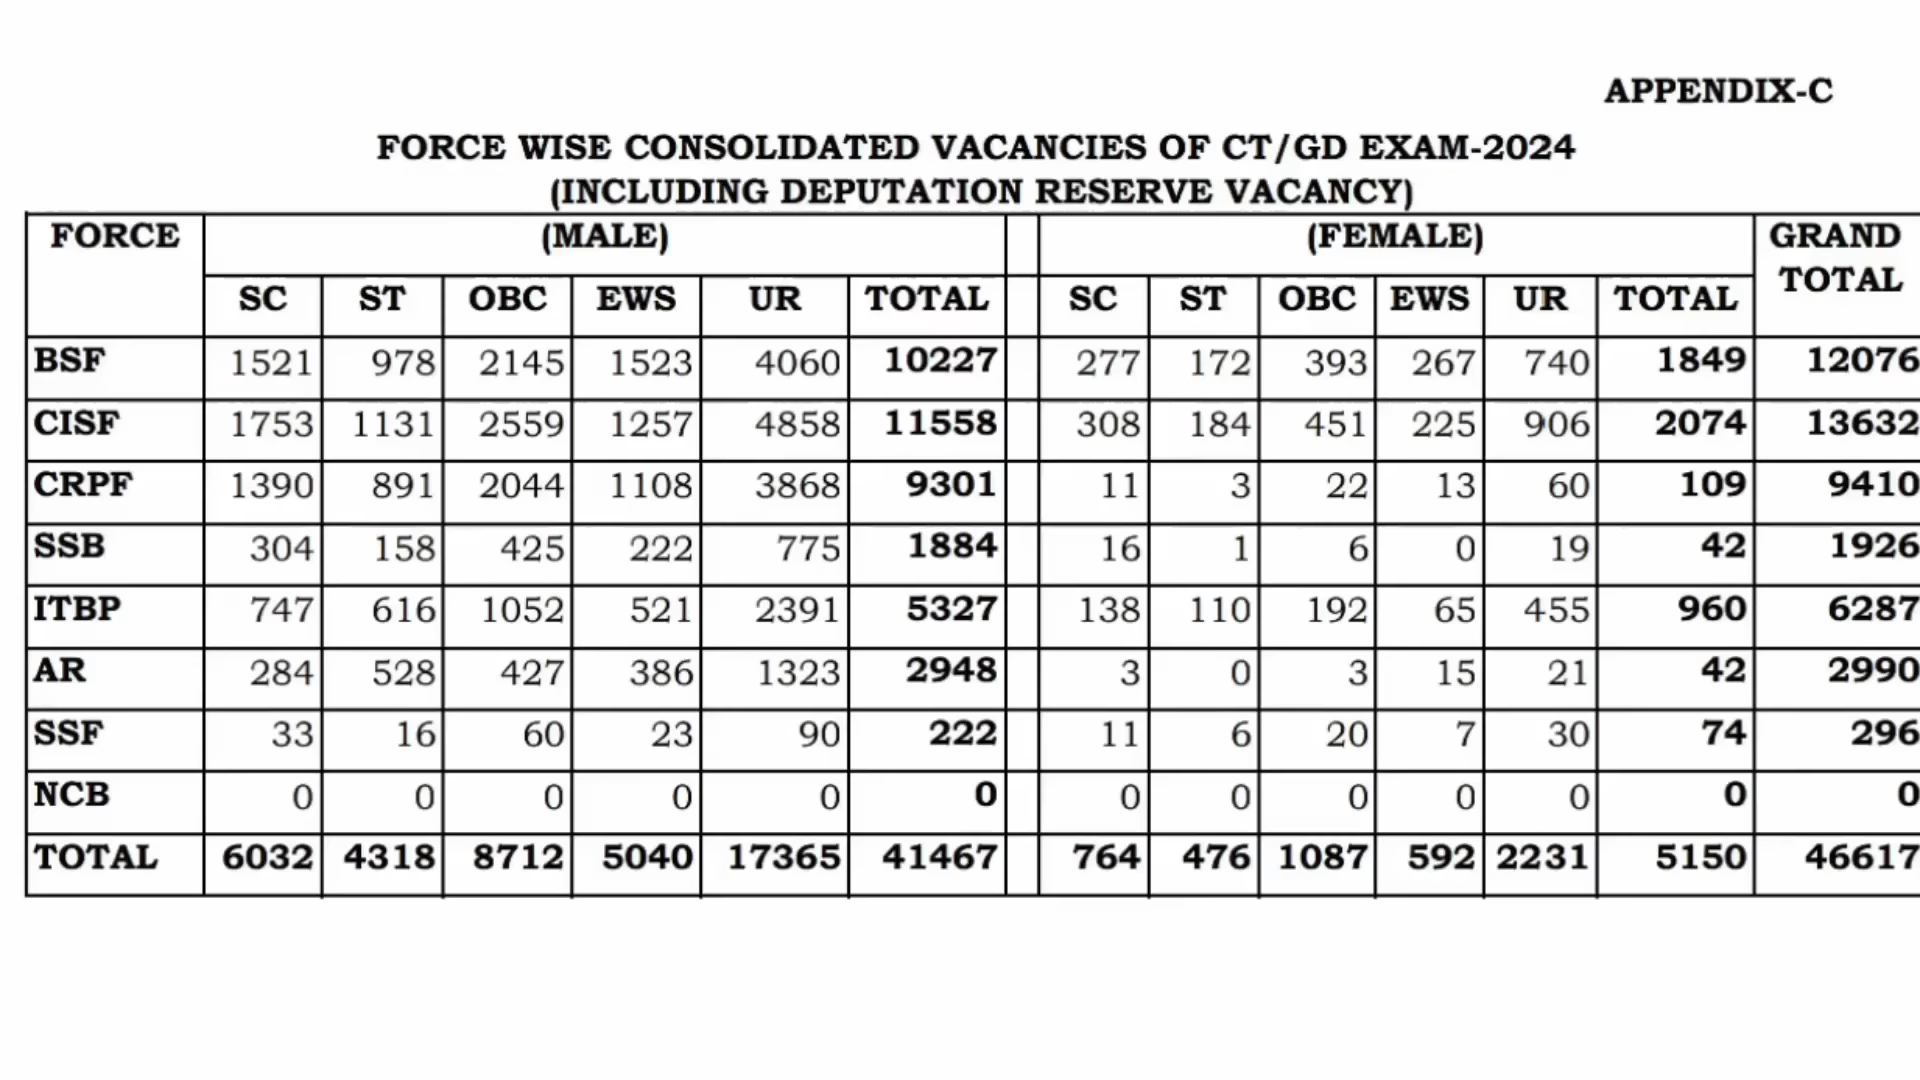 APPENDIX-C
FORCE WISE CONSOLIDATED VACANCIES OF CT/GD EXAM-2024
(INCLUDING DEPUTATION RESERVE VACANCY)
FORCE (MALE) (FEMALE) GRAND TOTAL
SC ST OBC EWS UR TOTAL SC ST OBC EWS UR TOTAL
BSF 1521 978 2145 1523 4060 10227 277 172 393 267 740 1849 12076
CISF 1753 1131 2559 1257 4858 11558 308 184 451 225 906 2074 13632
CRPF 1390 891 2044 1108 3868 9301 11 3 22 13 60 109 9410
SSB 304 158 425 222 775 1884 16 1 6 0 19 42 1926
ITBP 747 616 1052 521 2391 5327 138 110 192 65 455 960 6287
AR 284 528 427 386 1323 2948 3 0 3 15 21 42 2990
SSF 33 16 60 23 90 222 11 6 20 7 30 74 296
NCB 0 0 0 0 0 0 0 0 0 0 0 0 0
TOTAL 6032 4318 8712 5040 17365 41467 764 476 1087 592 2231 5150 46617